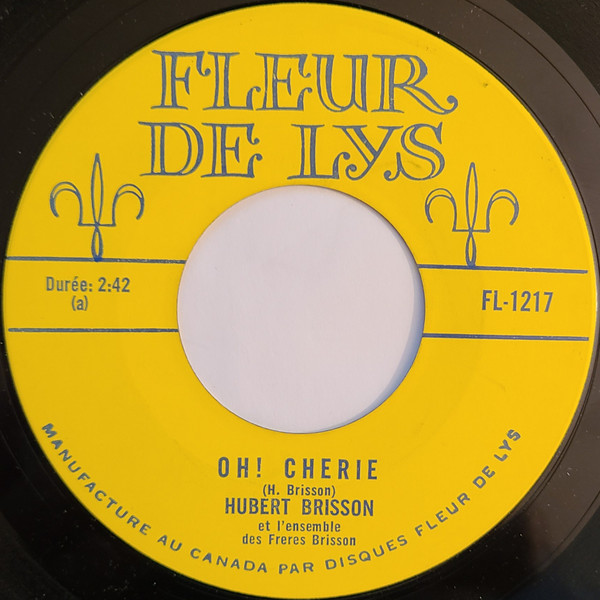 FLEUR
DE LYS
Durée: 2:42
(a)
FL-1217
OH! CHERIE
(H. Brisson)
HUBERT BRISSON
et l'ensemble
des Freres Brisson
MANUFACTURE AU CANADA PAR DISQUES FLEUR DE LYS